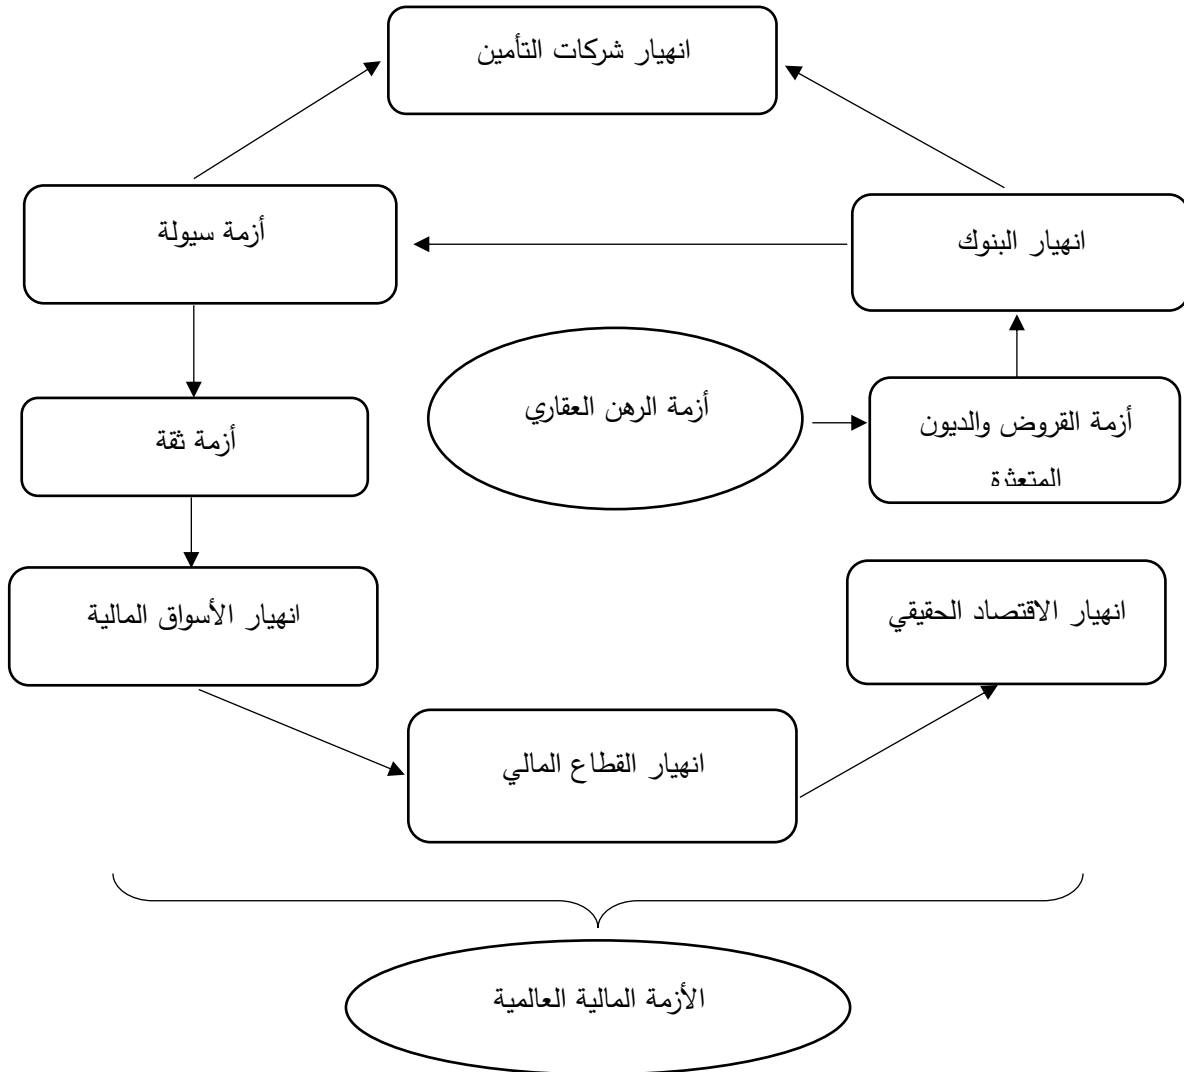 انهيار شركات التأمين
أزمة سيولة
انهيار البنوك
أزمة الرهن العقاري
أزمة القروض والديون
المتعثرة
أزمة ثقة
انهيار الاقتصاد الحقيقي
انهيار الأسواق المالية
انهيار القطاع المالي
الأزمة المالية العالمية